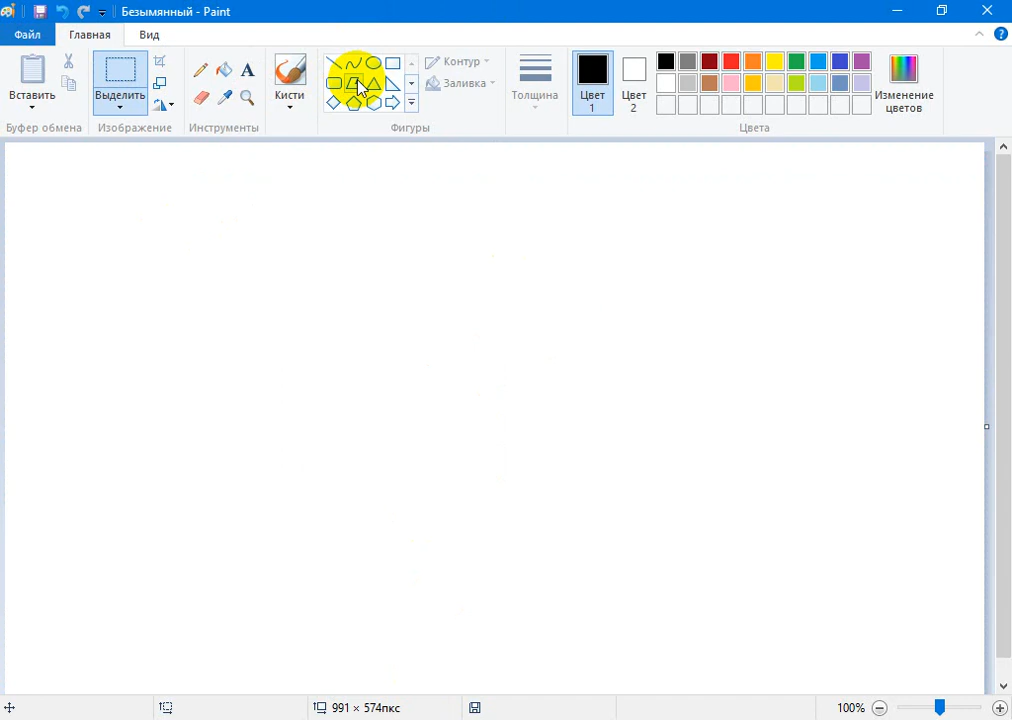 Безымянный - Paint
Файл Главная Вид
Вставить
Выделить
Кисти
Контур
Заливка
Толщина
Цвет 1
Цвет 2
Изменение цветов
Буфер обмена Изображение Инструменты Фигуры Цвета
991 × 574пкс 100%